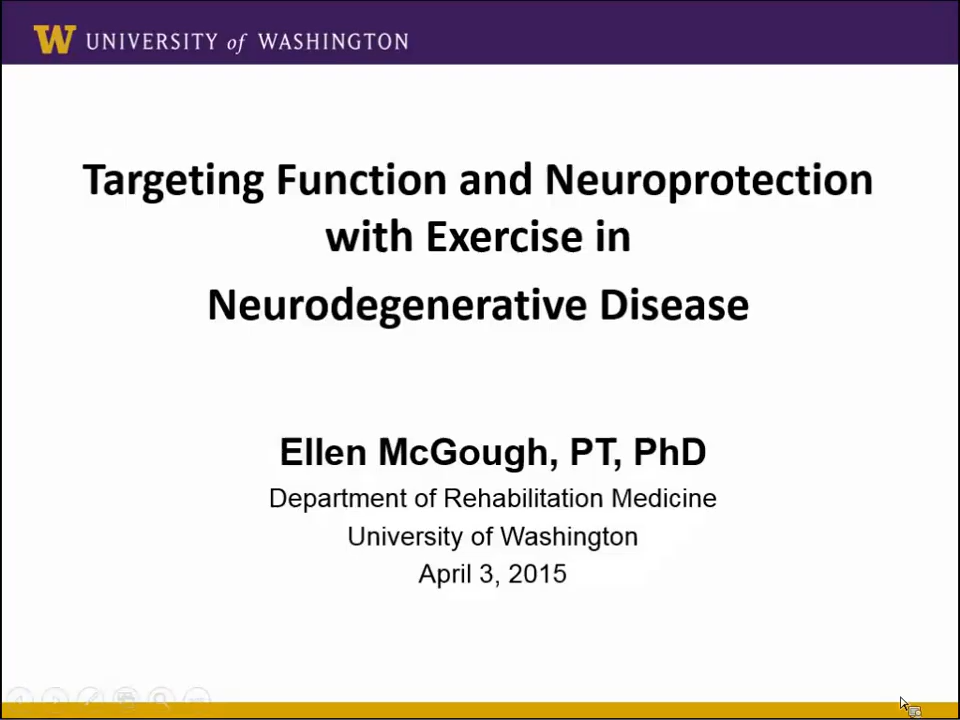 W UNIVERSITY of WASHINGTON
Targeting Function and Neuroprotection
with Exercise in
Neurodegenerative Disease
Ellen McGough, PT, PhD
Department of Rehabilitation Medicine
University of Washington
April 3, 2015